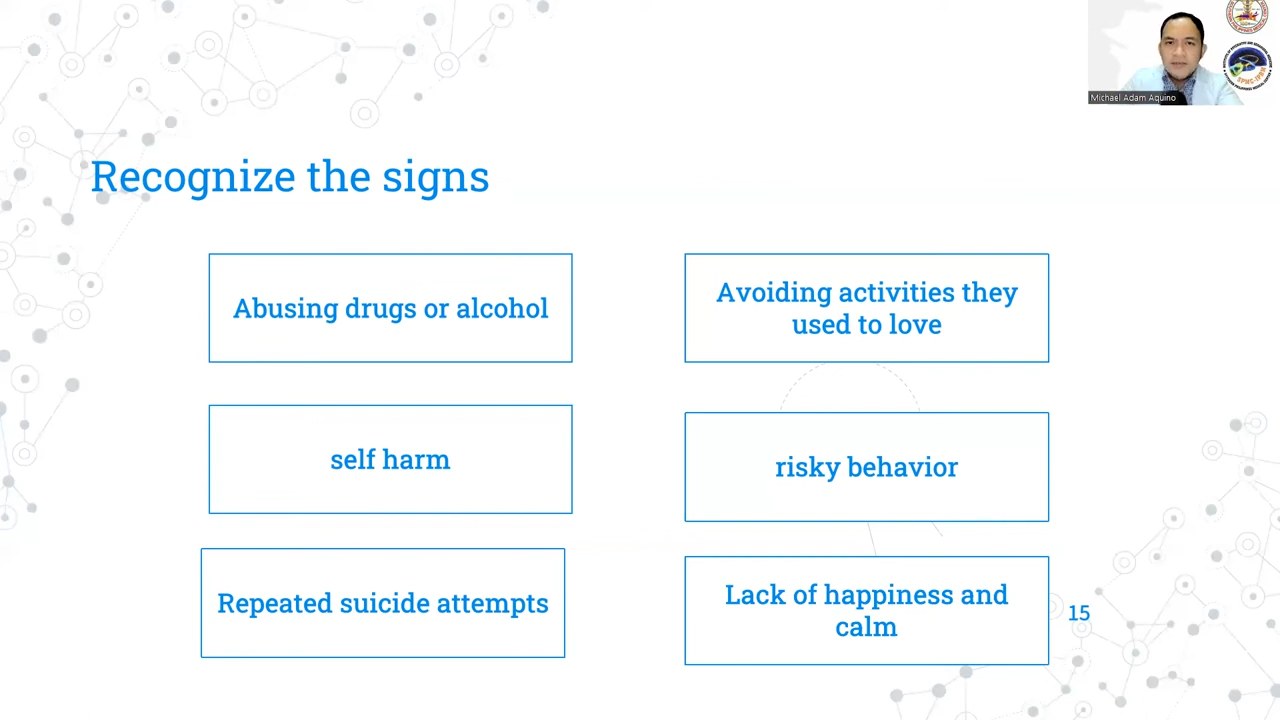 Michael Adam Aquino
Recognize the signs
Abusing drugs or alcohol
Avoiding activities they
used to love
self harm
risky behavior
Repeated suicide attempts
Lack of happiness and
calm
15